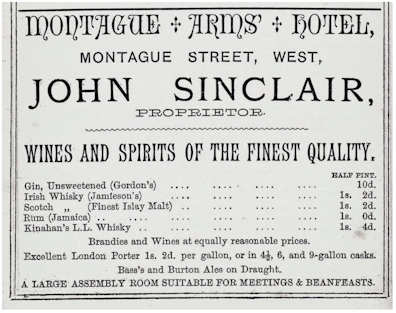 MONTAGUE ARMS' HOTEL,
MONTAGUE STREET, WEST,
JOHN SINCLAIR,
PROPRIETOR.
WINES AND SPIRITS OF THE FINEST QUALITY.
HALF PINT.
Gin, Unsweetened (Gordon's) .... .... .... .... 10d.
Irish Whisky (Jamieson's) .... .... .... .... 1s. 2d.
Scotch „ (Finest Islay Malt) .. .... .... .... 1s. 2d.
Rum (Jamaica) .. .... .... .... .... 1s. 0d.
Kinahan's L.L. Whisky .. .... .... .... 1s. 4d.
Brandies and Wines at equally reasonable prices.
Excellent London Porter 1s. 2d. per gallon, or in 4½, 6, and 9-gallon casks.
Bass's and Burton Ales on Draught.
A LARGE ASSEMBLY ROOM SUITABLE FOR MEETINGS & BEANFEASTS.